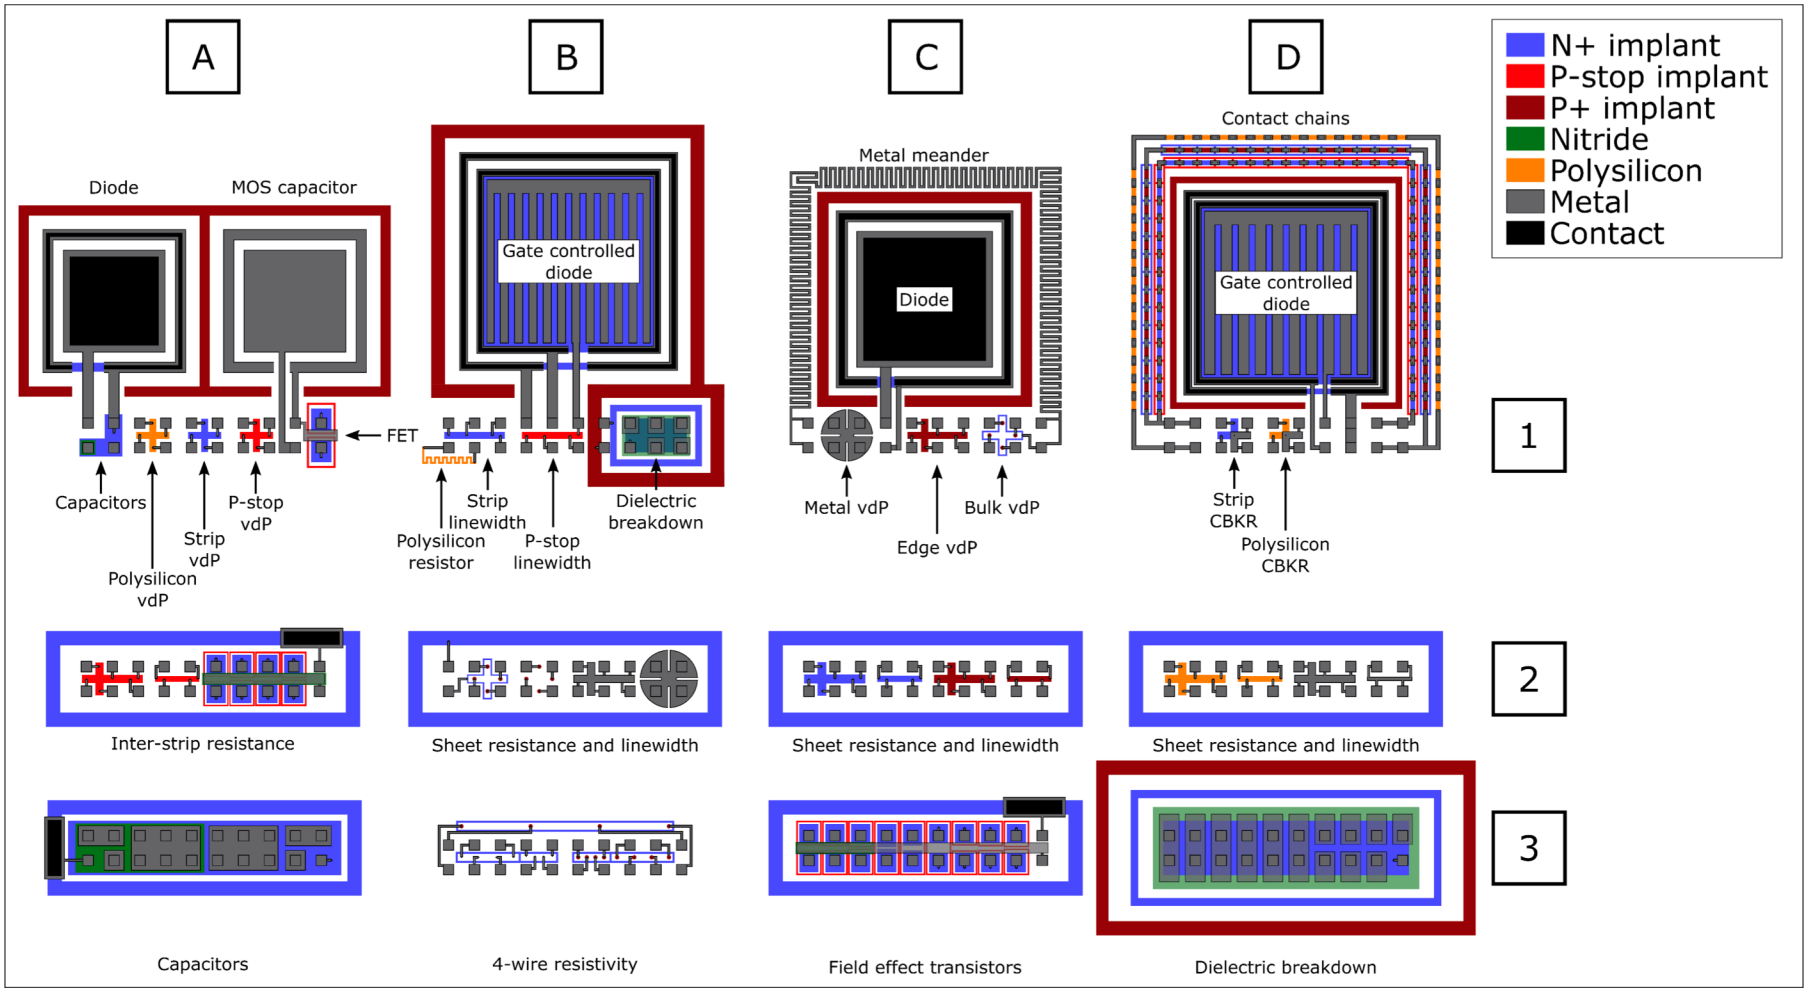 A
B
C
D
N+ implant
P-stop implant
P+ implant
Nitride
Polysilicon
Metal
Contact
Diode
MOS capacitor
Gate controlled
diode
Metal meander
Diode
Contact chains
Gate controlled
diode
FET
Capacitors
Polysilicon
vdP
Strip
vdP
P-stop
vdP
Polysilicon
resistor
Strip
linewidth
P-stop
linewidth
Dielectric
breakdown
Metal vdP
Edge vdP
Bulk vdP
Strip
CBKR
Polysilicon
CBKR
1
Inter-strip resistance
Sheet resistance and linewidth
Sheet resistance and linewidth
Sheet resistance and linewidth
2
Capacitors
4-wire resistivity
Field effect transistors
Dielectric breakdown
3